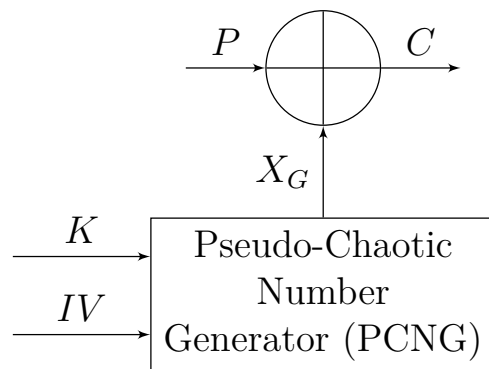 P
C
X_G
K
IV
Pseudo-Chaotic
Number
Generator (PCNG)